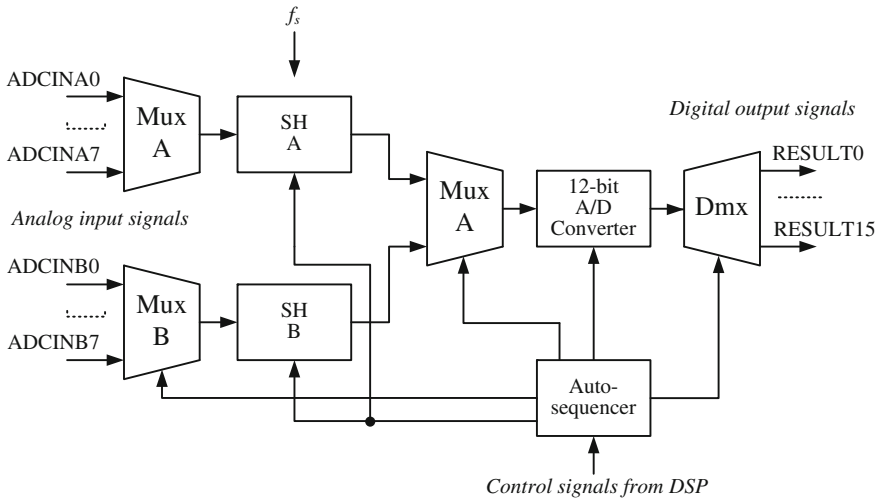 fs
ADCINA0
Mux
A
ADCINA7
SH
A
Digital output signals
RESULT0
Mux
A
12-bit
A/D
Converter
Dmx
RESULT15
Analog input signals
ADCINB0
Mux
B
ADCINB7
SH
B
Auto-
sequencer
Control signals from DSP